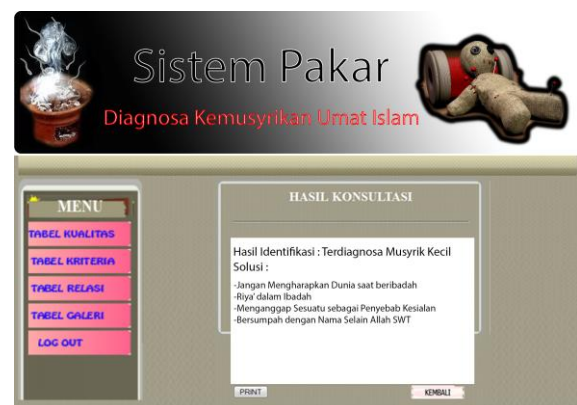 Sistem Pakar
Diagnosa Kemusyrikan Umat Islam
MENU
TABEL KUALITAS
TABEL KRITERIA
TABEL RELASI
TABEL GALERI
LOG OUT
HASIL KONSULTASI
Hasil Identifikasi : Terdiagnosa Musyrik Kecil
Solusi :
-Jangan Mengharapkan Dunia saat beribadah
-Riya' dalam Ibadah
-Menganggap Sesuatu sebagai Penyebab Kesialan
-Bersumpah dengan Nama Selain Allah SWT
PRINT
KEMBALI